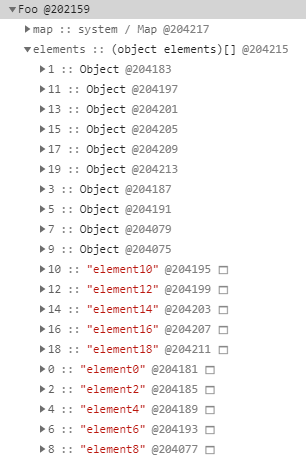 Foo @202159
map :: system / Map @204217
elements :: (object elements)[] @204215
1 :: Object @204183
11 :: Object @204197
13 :: Object @204201
15 :: Object @204205
17 :: Object @204209
19 :: Object @204213
3 :: Object @204187
5 :: Object @204191
7 :: Object @204079
9 :: Object @204075
10 :: "element10" @204195
12 :: "element12" @204199
14 :: "element14" @204203
16 :: "element16" @204207
18 :: "element18" @204211
0 :: "element0" @204181
2 :: "element2" @204185
4 :: "element4" @204189
6 :: "element6" @204193
8 :: "element8" @204077